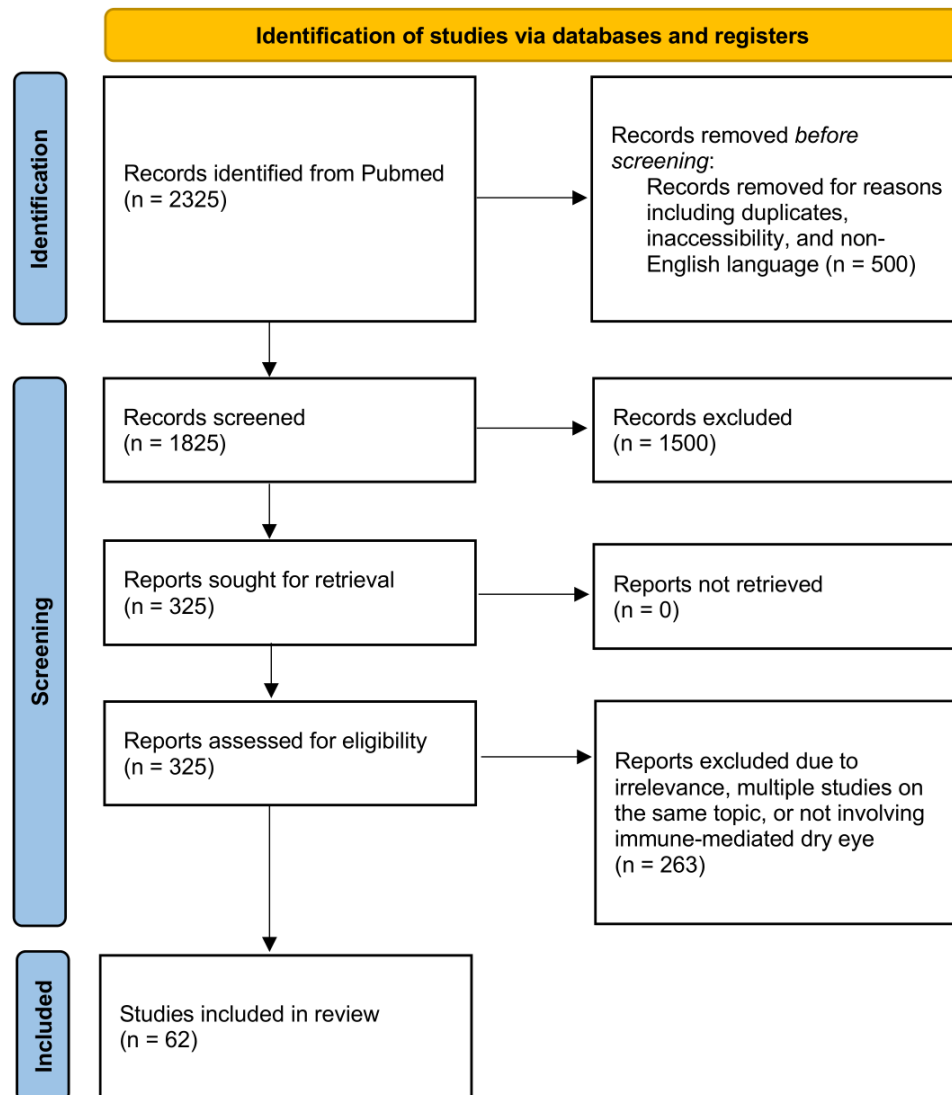 Identification of studies via databases and registers
Identification
Records identified from Pubmed
(n = 2325)
Records removed before
screening:
Records removed for reasons
including duplicates,
inaccessibility, and non-
English language (n = 500)
Screening
Records screened
(n = 1825)
Records excluded
(n = 1500)
Reports sought for retrieval
(n = 325)
Reports not retrieved
(n = 0)
Reports assessed for eligibility
(n = 325)
Reports excluded due to
irrelevance, multiple studies on
the same topic, or not involving
immune-mediated dry eye
(n = 263)
Included
Studies included in review
(n = 62)